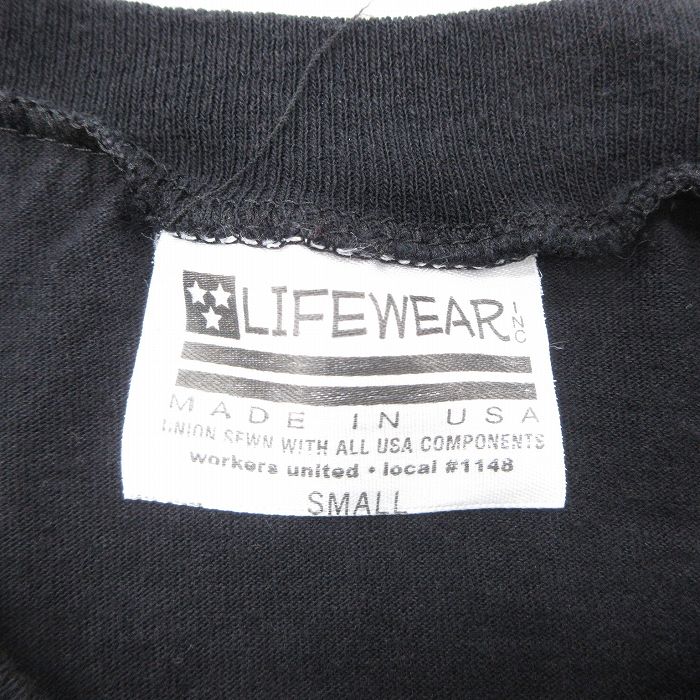 LIFEWEAR INC
MADE IN USA
UNION SEWN WITH ALL USA COMPONENTS
workers united • local #1148
SMALL